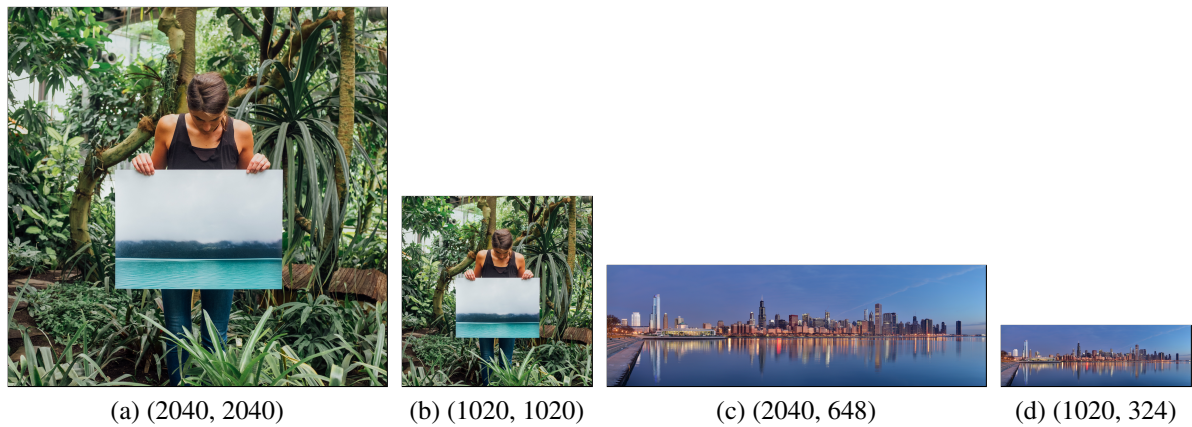 (a) (2040, 2040)
(b) (1020, 1020)
(c) (2040, 648)
(d) (1020, 324)